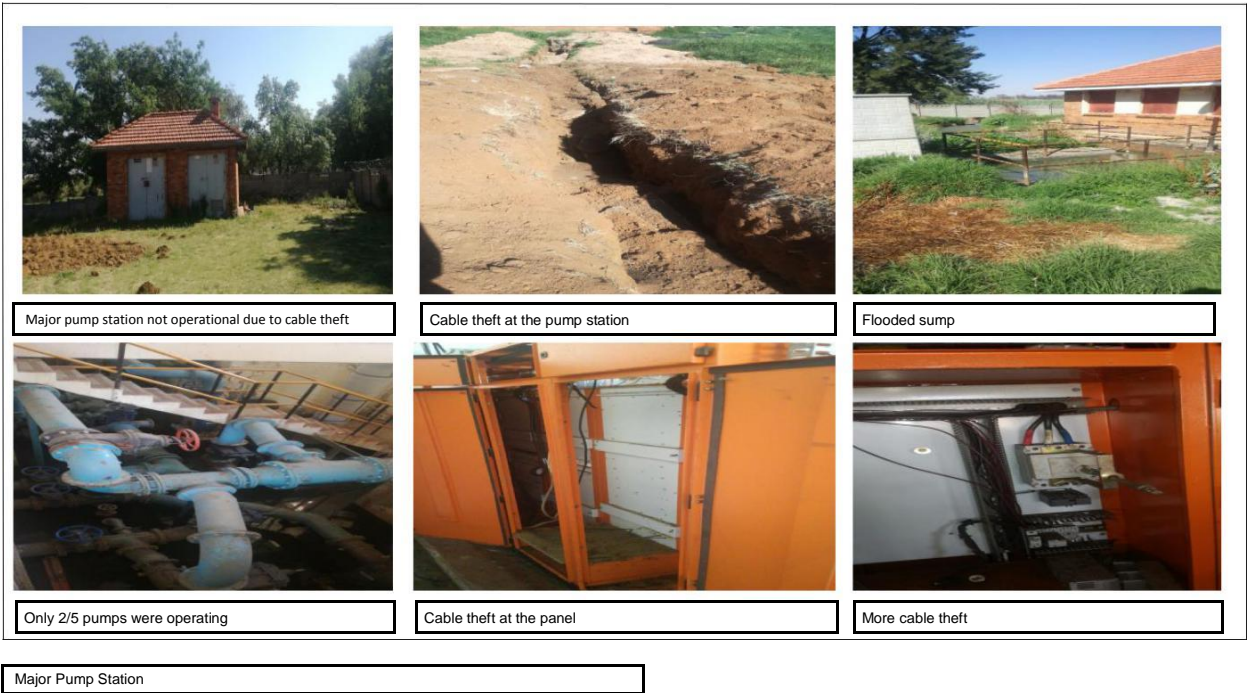 Major pump station not operational due to cable theft
Cable theft at the pump station
Flooded sump
Only 2/5 pumps were operating
Cable theft at the panel
More cable theft
Major Pump Station